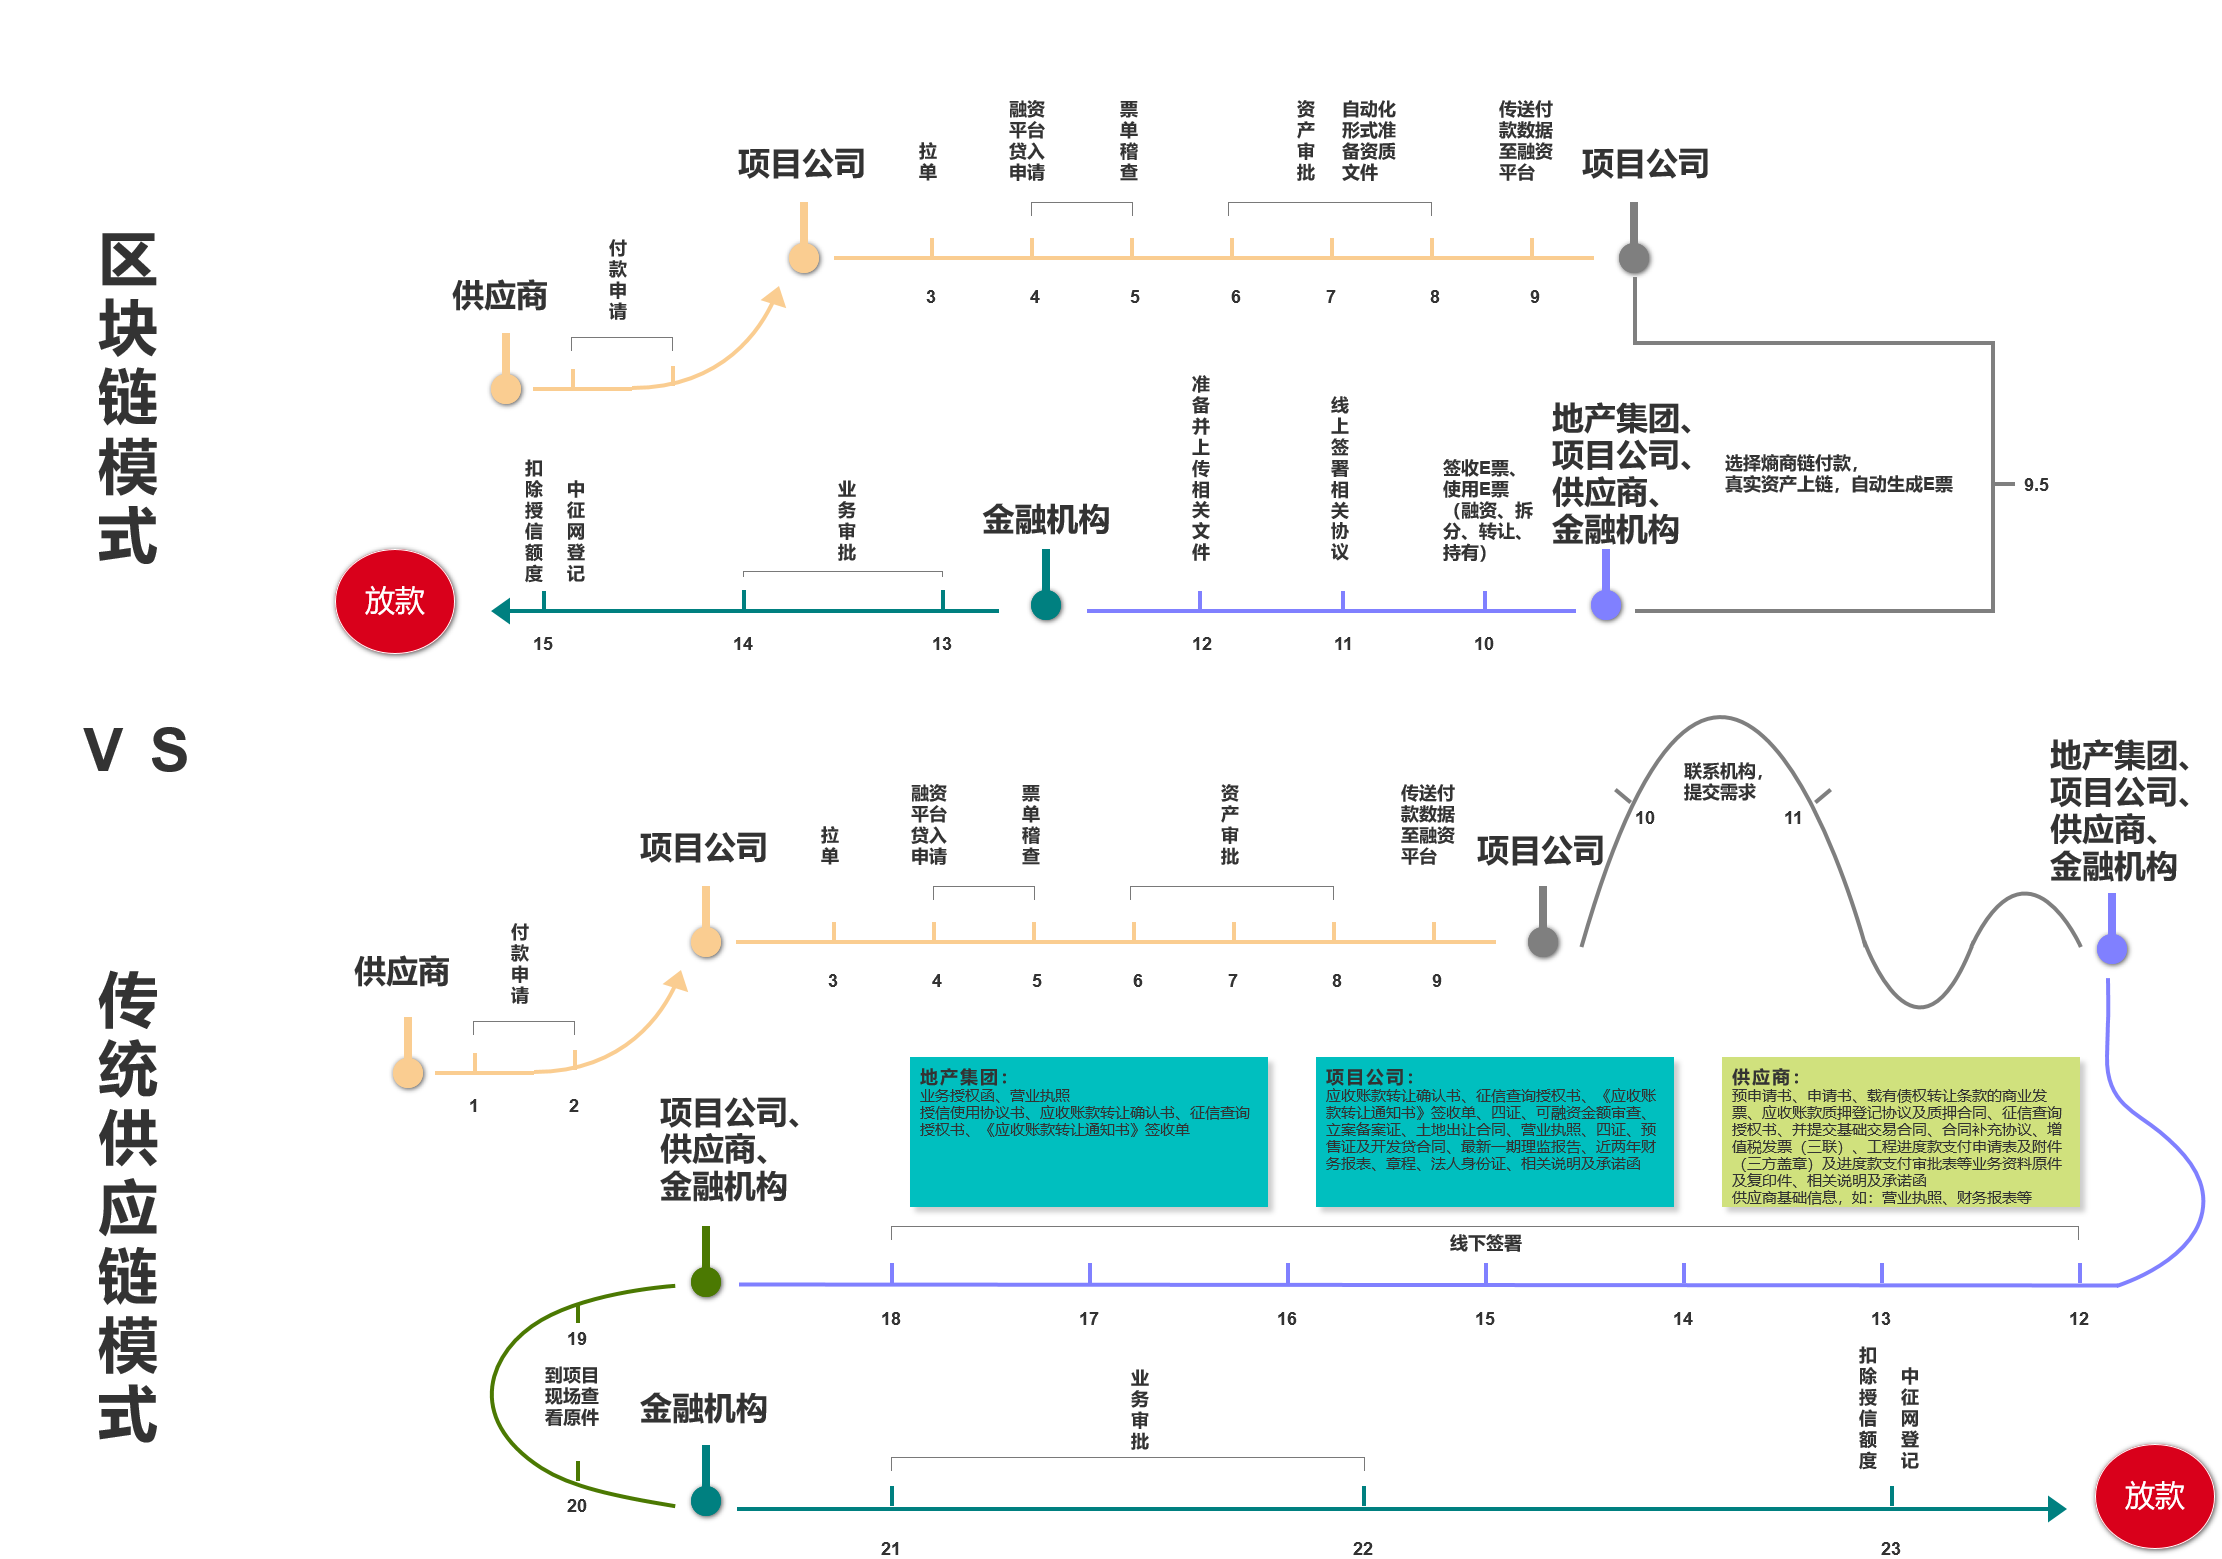 区块链模式
供应商
付款申请
项目公司
拉单
融资
平台
贷入
申请
票单稽查
资产审批
自动化
形式准
备资质
文件
传送付
款数据
至融资
平台
项目公司
3
4
5
6
7
8
9
选择熵商链付款，
真实资产上链，自动生成E票
9.5
地产集团、
项目公司、
供应商、
金融机构
签收E票、
使用E票
（融资、拆
分、转让、
持有）
线上签署相关协议
准备并上传相关文件
金融机构
业务审批
中征网登记
扣除授信额度
放款
15
14
13
12
11
10
V S
传统供应链模式
供应商
付款申请
1
2
项目公司
拉单
融资
平台
贷入
申请
票单稽查
资产审批
传送付
款数据
至融资
平台
项目公司
3
4
5
6
7
8
9
联系机构，
提交需求
10
11
地产集团、
项目公司、
供应商、
金融机构
地产集团：
业务授权函、营业执照
授信使用协议书、应收账款转让确认书、征信查询
授权书、《应收账款转让通知书》签收单
项目公司：
应收账款转让确认书、征信查询授权书、《应收账
款转让通知书》签收单、四证、可融资金额审查、
立案备案证、土地出让合同、营业执照、四证、预
售证及开发贷合同、最新一期理监报告、近两年财
务报表、章程、法人身份证、相关说明及承诺函
供应商：
预申请书、申请书、载有债权转让条款的商业发
票、应收账款质押登记协议及质押合同、征信查询
授权书、并提交基础交易合同、合同补充协议、增
值税发票（三联）、工程进度款支付申请表及附件
（三方盖章）及进度款支付审批表等业务资料原件
及复印件、相关说明及承诺函
供应商基础信息，如：营业执照、财务报表等
线下签署
18
17
16
15
14
13
12
项目公司、
供应商、
金融机构
19
到项目
现场查
看原件
20
金融机构
业务审批
扣除授信额度
中征网登记
21
22
23
放款